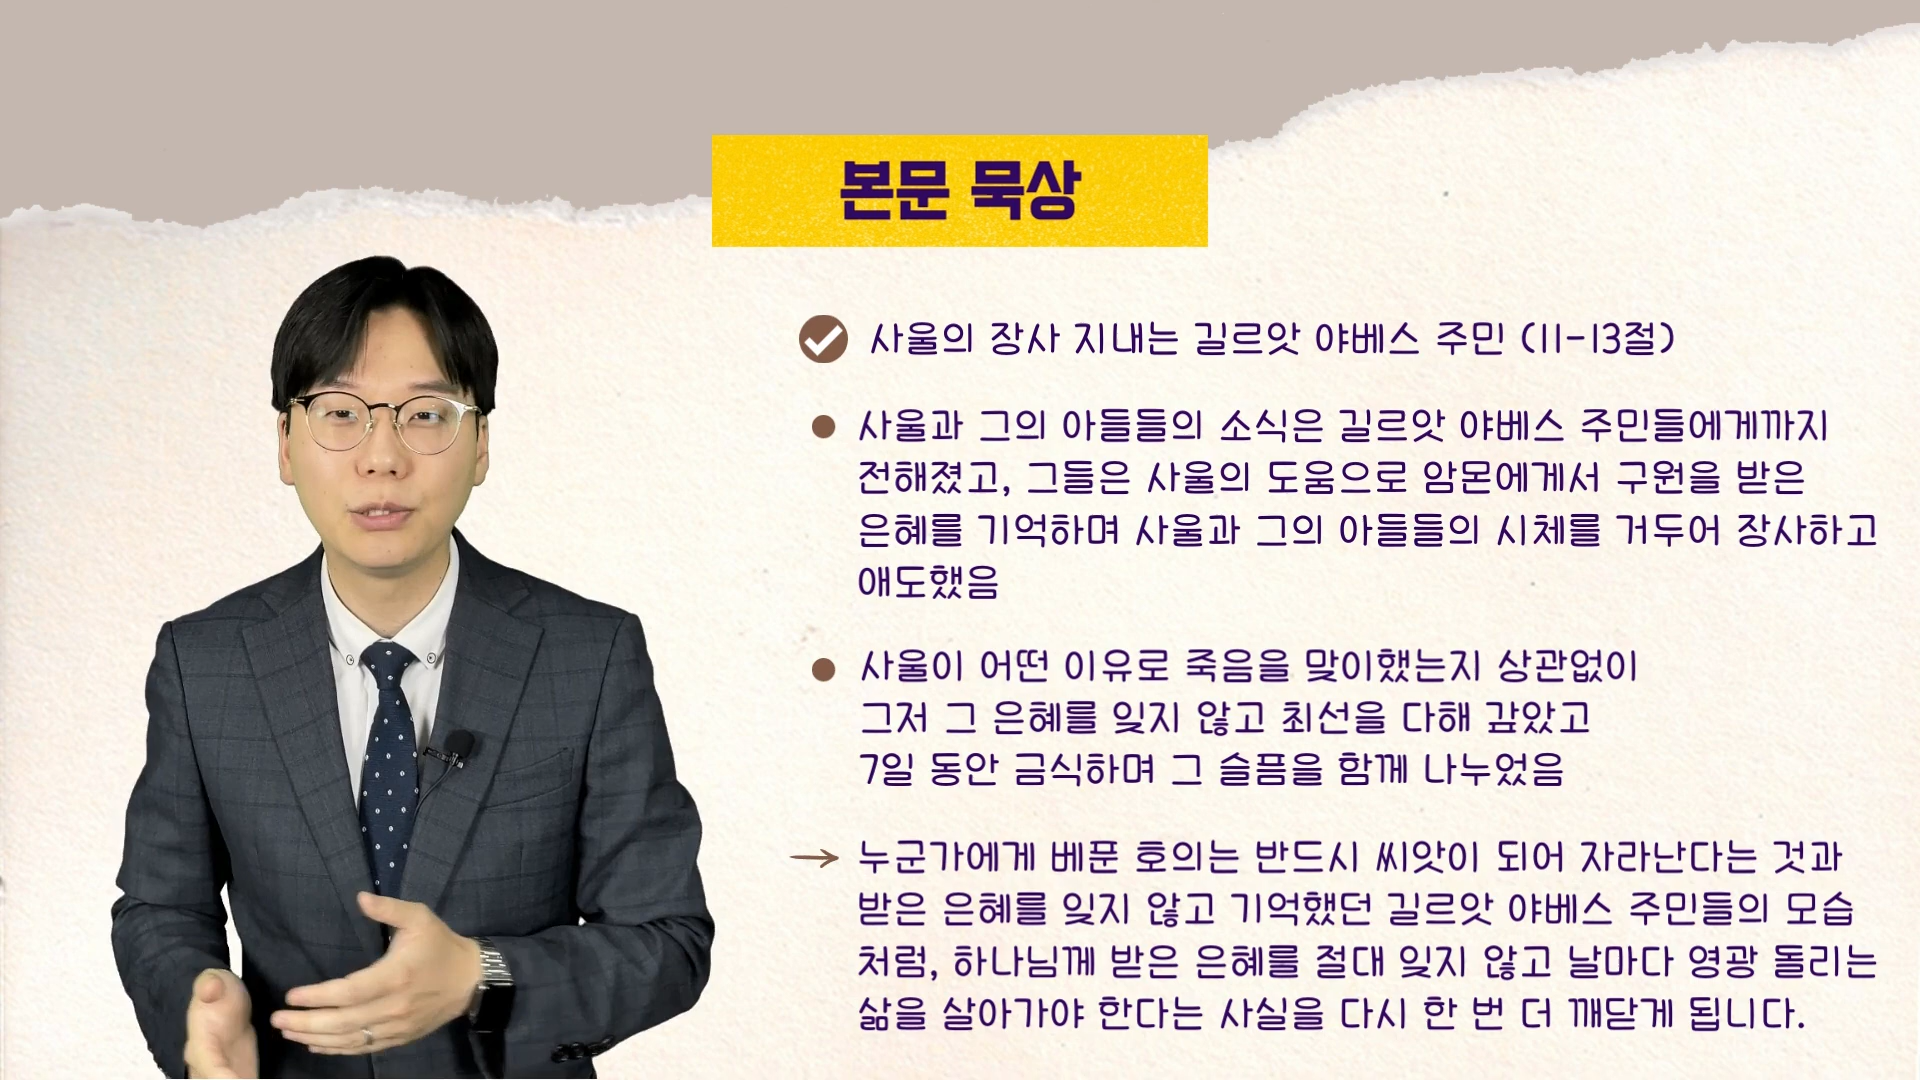 본문 묵상
사울의 장사 지내는 길르앗 야베스 주민 (11-13절)
사울과 그의 아들들의 소식은 길르앗 야베스 주민들에게까지
전해졌고, 그들은 사울의 도움으로 암몬에게서 구원을 받은
은혜를 기억하며 사울과 그의 아들들의 시체를 거두어 장사하고
애도했음
사울이 어떤 이유로 죽음을 맞이했는지 상관없이
그저 그 은혜를 잊지 않고 최선을 다해 갚았고
7일 동안 금식하며 그 슬픔을 함께 나누었음
누군가에게 베푼 호의는 반드시 씨앗이 되어 자라난다는 것과
받은 은혜를 잊지 않고 기억했던 길르앗 야베스 주민들의 모습
처럼, 하나님께 받은 은혜를 절대 잊지 않고 날마다 영광 돌리는
삶을 살아가야 한다는 사실을 다시 한 번 더 깨닫게 됩니다.